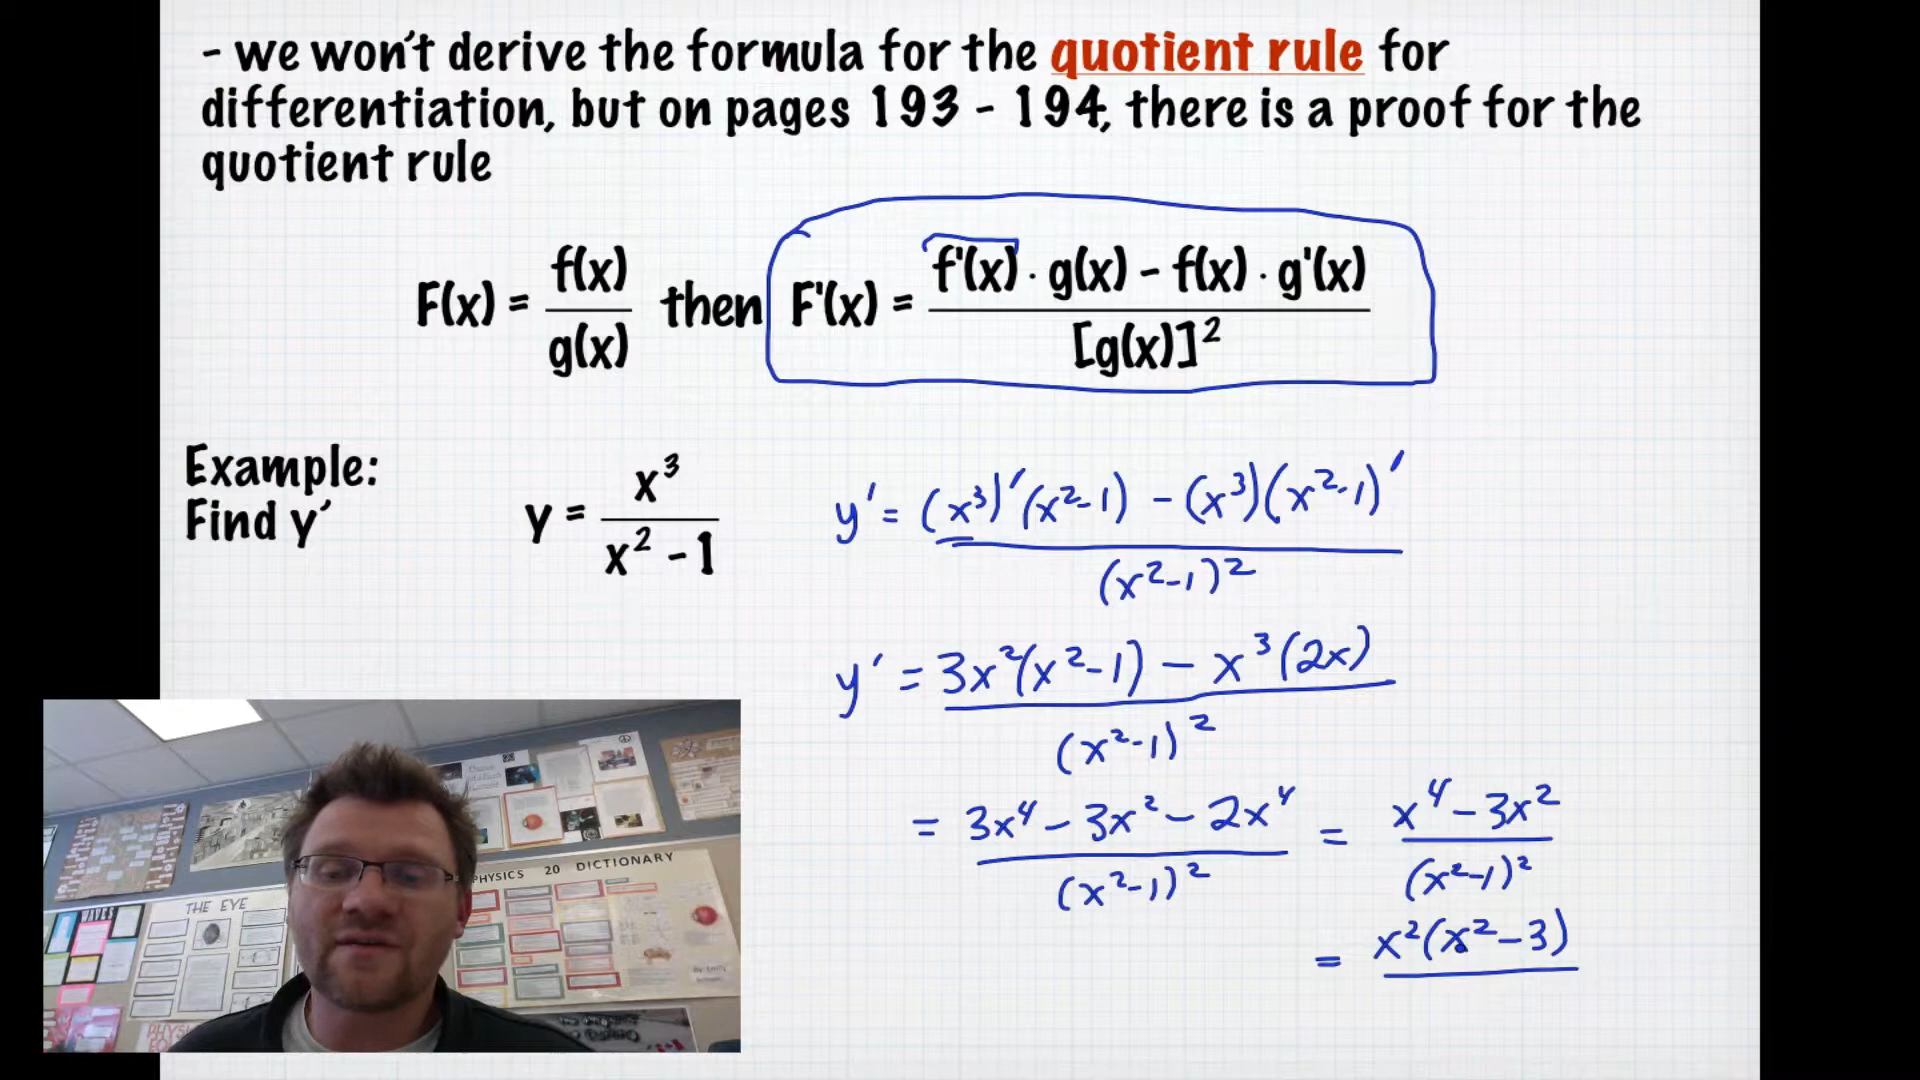 - we won't derive the formula for the quotient rule for
differentiation, but on pages 193 - 194, there is a proof for the
quotient rule
F(x) = f(x) / g(x) then F'(x) = f'(x) · g(x) - f(x) · g'(x) / [g(x)]²
Example:
Find y'
y = x³ / x² - 1
y' = (x³)'(x²-1) - (x³)(x²-1)' / (x²-1)²
y' = 3x²(x²-1) - x³(2x) / (x²-1)²
= 3x⁴ - 3x² - 2x⁴ / (x²-1)² = x⁴ - 3x² / (x²-1)²
= x²(x²-3)
PHYSICS 20 DICTIONARY
THE EYE
WAVES